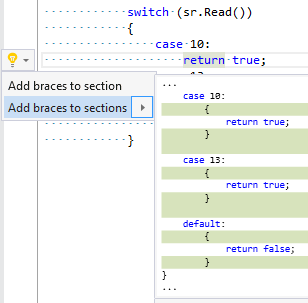 switch (sr.Read())
{
case 10:
return true;
Add braces to section
Add braces to sections
}
...
case 10:
{
return true;
}
case 13:
{
return true;
}
default:
{
return false;
}
}
...